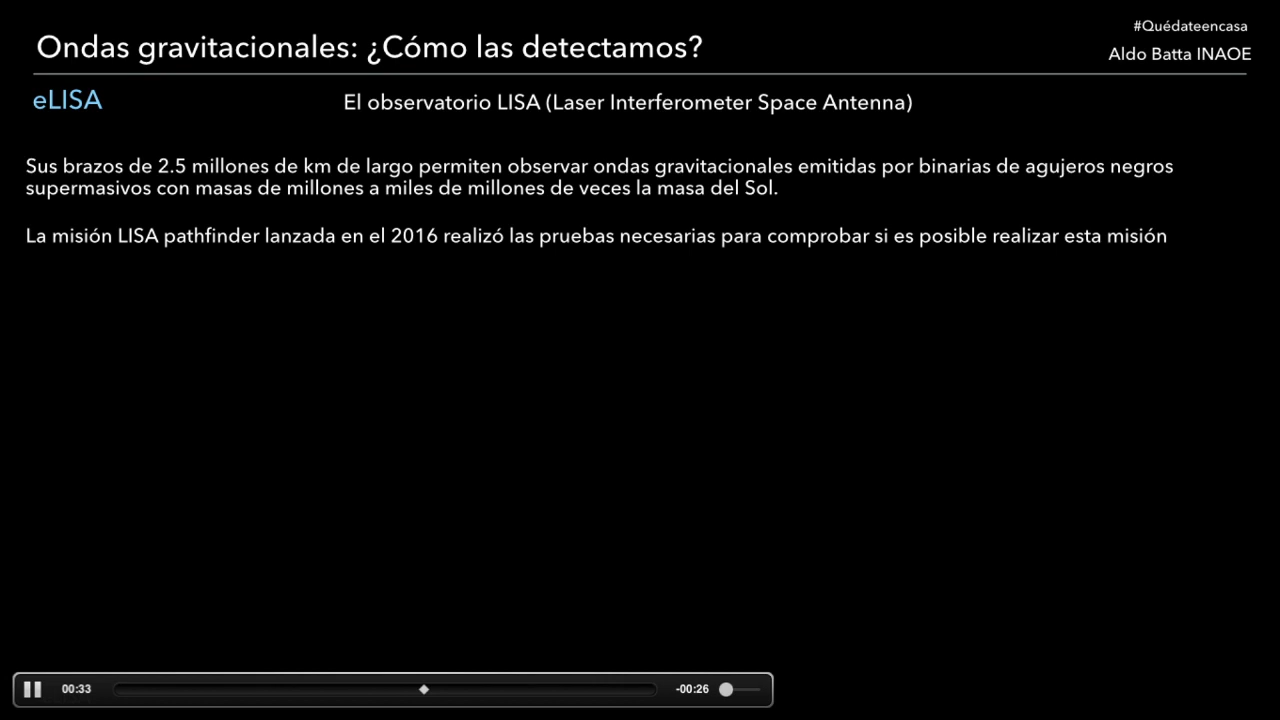 #Quédateencasa
Ondas gravitacionales: ¿Cómo las detectamos?
Aldo Batta INAOE
eLISA
El observatorio LISA (Laser Interferometer Space Antenna)
Sus brazos de 2.5 millones de km de largo permiten observar ondas gravitacionales emitidas por binarias de agujeros negros
supermasivos con masas de millones a miles de millones de veces la masa del Sol.
La misión LISA pathfinder lanzada en el 2016 realizó las pruebas necesarias para comprobar si es posible realizar esta misión
00:33
-00:26